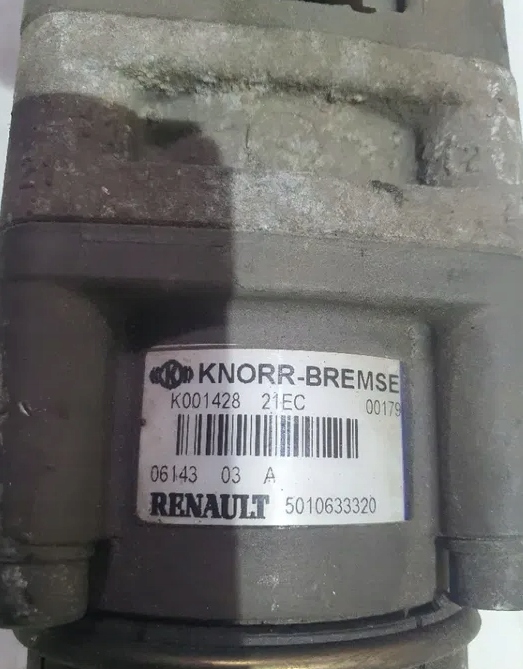 KNORR-BREMSE
K001428 21EC 00179
06143 03 A
RENAULT 5010633320